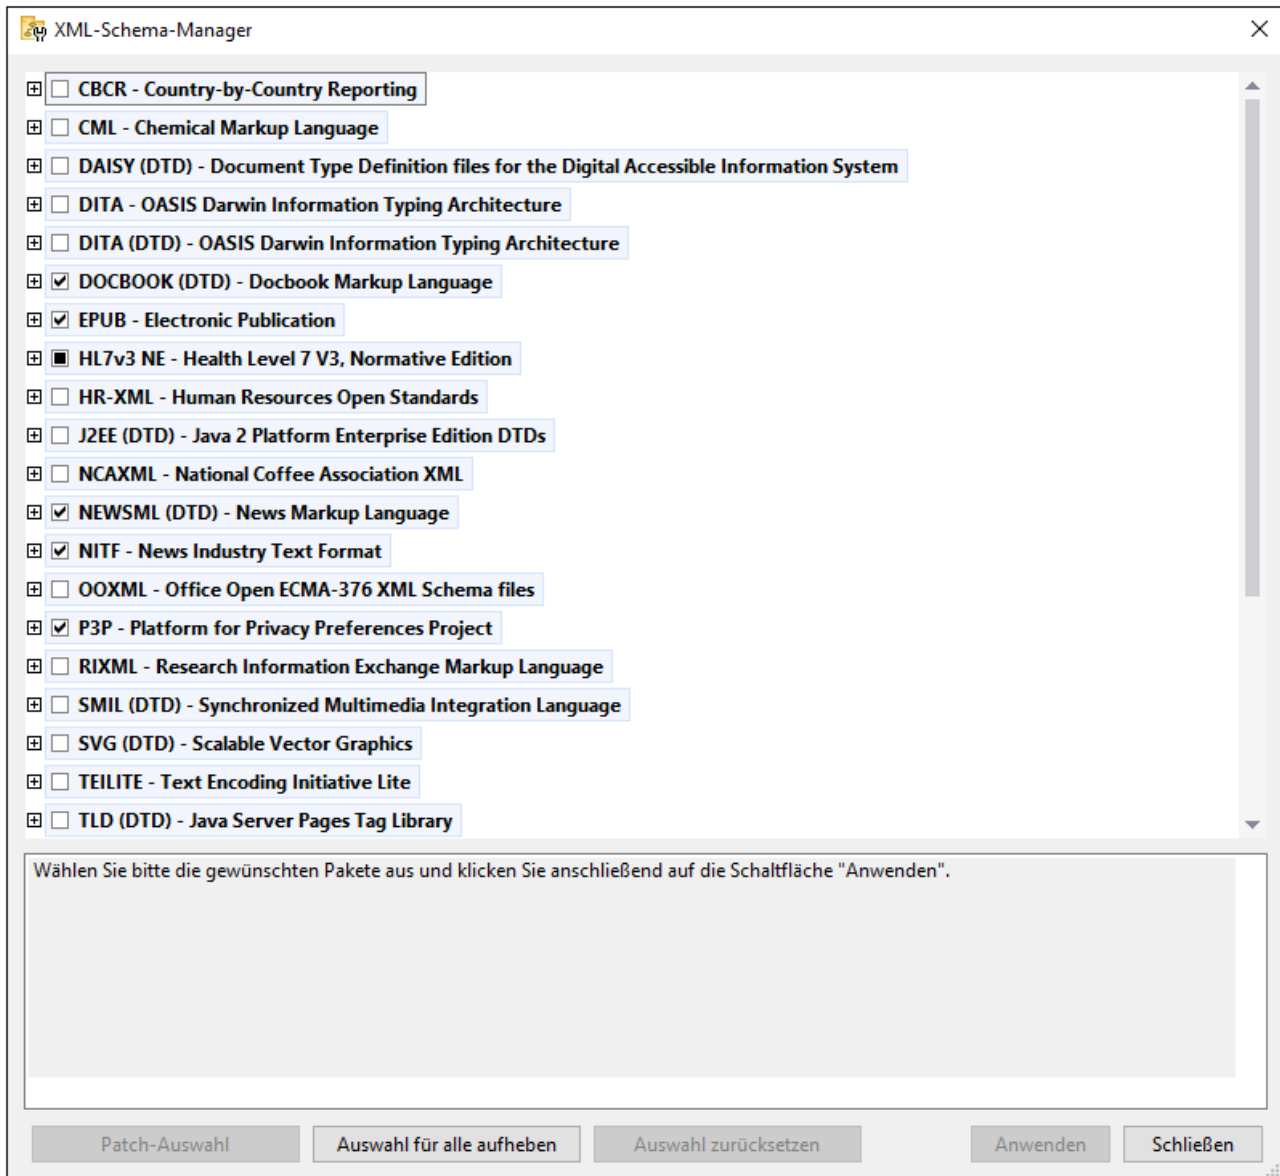 XML-Schema-Manager
CBCR - Country-by-Country Reporting
CML - Chemical Markup Language
DAISY (DTD) - Document Type Definition files for the Digital Accessible Information System
DITA - OASIS Darwin Information Typing Architecture
DITA (DTD) - OASIS Darwin Information Typing Architecture
DOCBOOK (DTD) - Docbook Markup Language
EPUB - Electronic Publication
HL7v3 NE - Health Level 7 V3, Normative Edition
HR-XML - Human Resources Open Standards
J2EE (DTD) - Java 2 Platform Enterprise Edition DTDs
NCAXML - National Coffee Association XML
NEWSML (DTD) - News Markup Language
NITF - News Industry Text Format
OOXML - Office Open ECMA-376 XML Schema files
P3P - Platform for Privacy Preferences Project
RIXML - Research Information Exchange Markup Language
SMIL (DTD) - Synchronized Multimedia Integration Language
SVG (DTD) - Scalable Vector Graphics
TEILITE - Text Encoding Initiative Lite
TLD (DTD) - Java Server Pages Tag Library
Wählen Sie bitte die gewünschten Pakete aus und klicken Sie anschließend auf die Schaltfläche "Anwenden".
Patch-Auswahl Auswahl für alle aufheben Auswahl zurücksetzen Anwenden Schließen